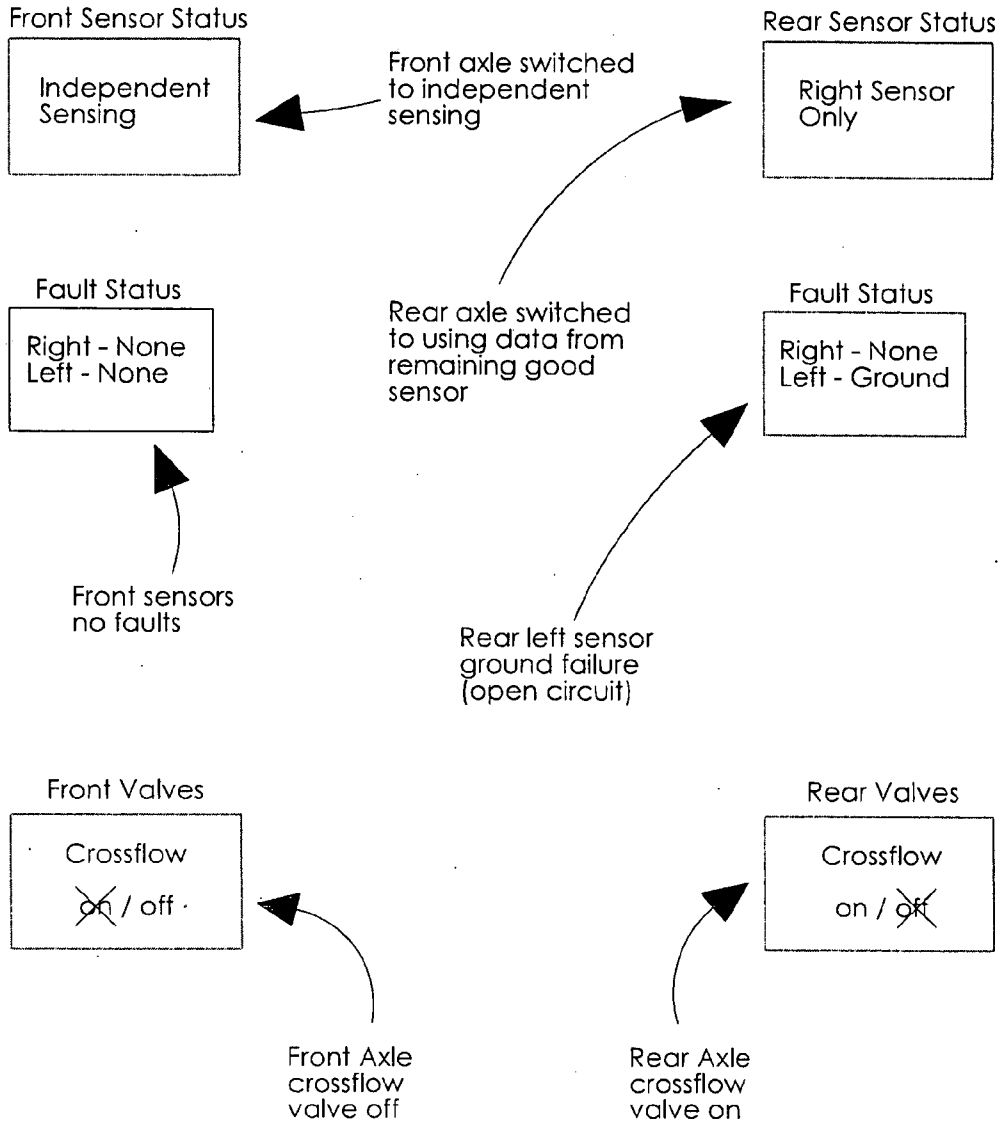 Front Sensor Status
Independent
Sensing
Front axle switched
to independent
sensing
Rear Sensor Status
Right Sensor
Only
Fault Status
Right - None
Left - None
Rear axle switched
to using data from
remaining good
sensor
Fault Status
Right - None
Left - Ground
Front sensors
no faults
Rear left sensor
ground failure
(open circuit)
Front Valves
Crossflow
on / off
Rear Valves
Crossflow
on / off
Front Axle
crossflow
valve off
Rear Axle
crossflow
valve on